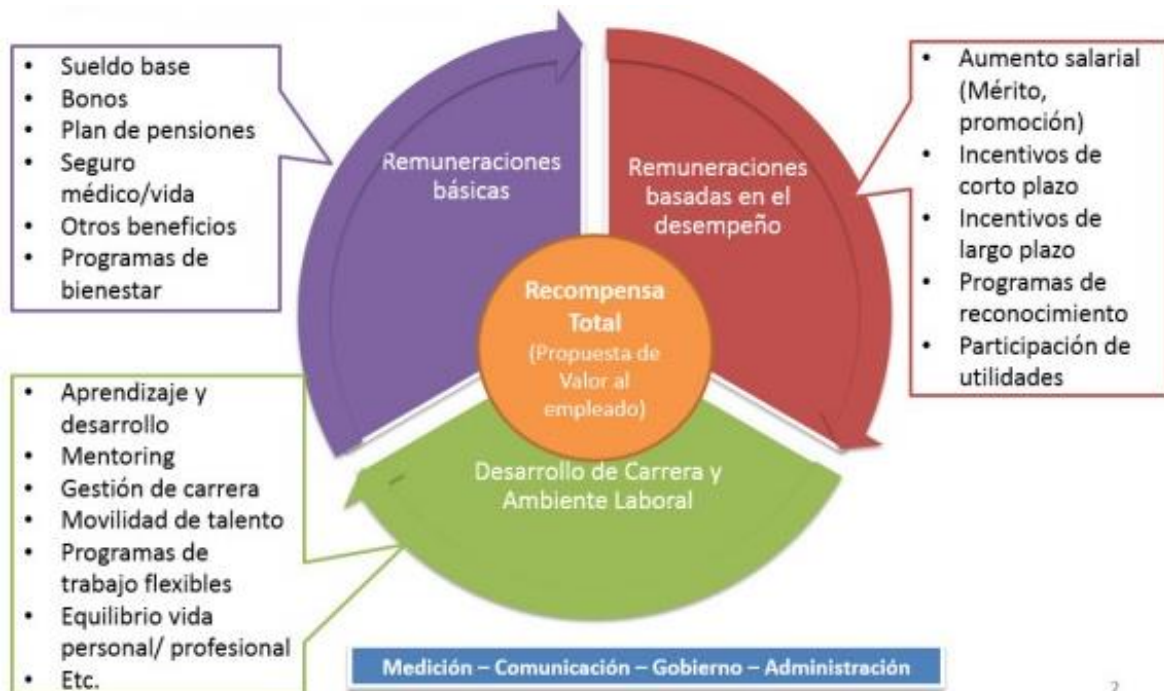 • Sueldo base
• Bonos
• Plan de pensiones
• Seguro
médico/vida
• Otros beneficios
• Programas de
bienestar
Remuneraciones
básicas
Remuneraciones
basadas en el
desempeño
• Aumento salarial
(Mérito,
promoción)
• Incentivos de
corto plazo
• Incentivos de
largo plazo
• Programas de
reconocimiento
• Participación de
utilidades
Recompensa
Total
(Propuesta de
Valor al
empleado)
• Aprendizaje y
desarrollo
• Mentoring
• Gestión de carrera
• Movilidad de talento
• Programas de
trabajo flexibles
• Equilibrio vida
personal/ profesional
• Etc.
Desarrollo de Carrera y
Ambiente Laboral
Medición – Comunicación – Gobierno – Administración
2